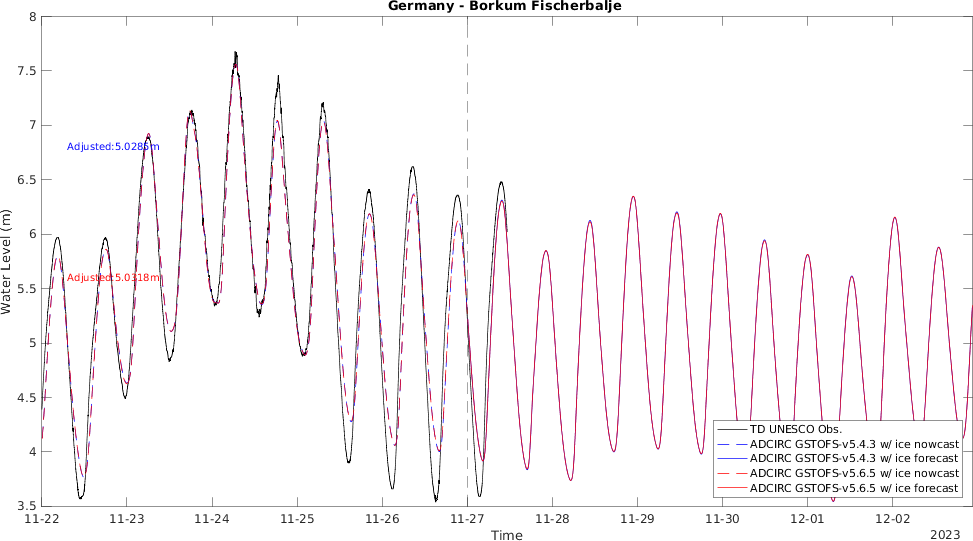 Germany - Borkum Fischerbalje
8
7.5
7
6.5
6
5.5
5
4.5
4
3.5
Water Level (m)
Adjusted:5.0285m
Adjusted:5.0318m
TD UNESCO Obs.
ADCIRC GSTOFS-v5.4.3 w/ ice nowcast
ADCIRC GSTOFS-v5.4.3 w/ ice forecast
ADCIRC GSTOFS-v5.6.5 w/ ice nowcast
ADCIRC GSTOFS-v5.6.5 w/ ice forecast
11-22 11-23 11-24 11-25 11-26 11-27 11-28 11-29 11-30 12-01 12-02
Time
2023